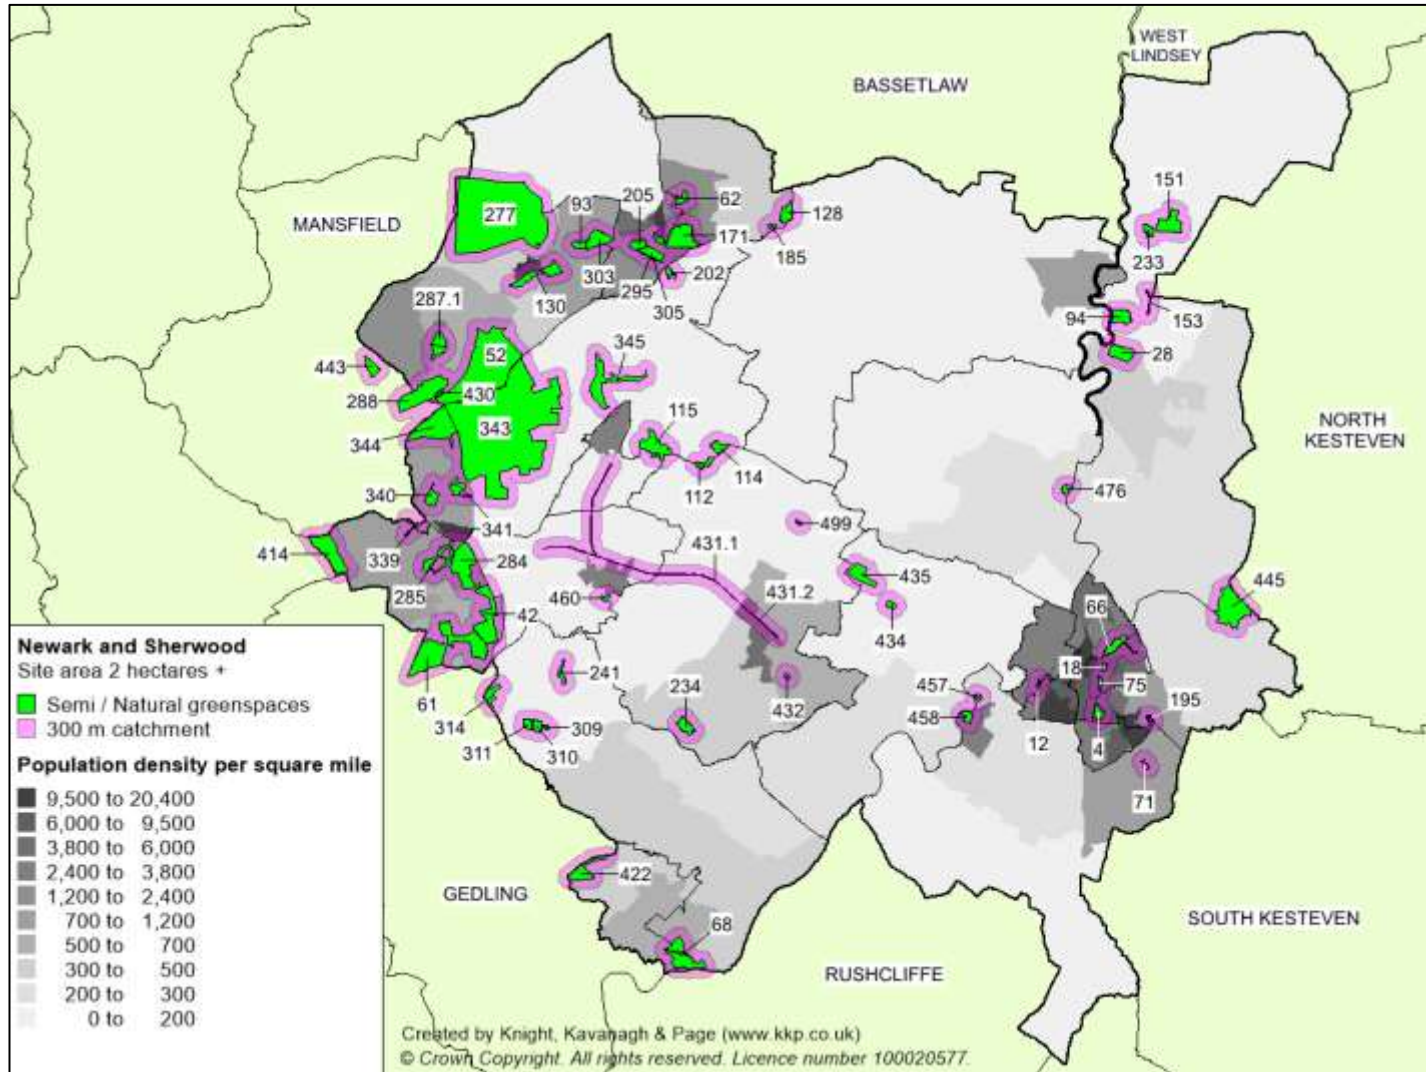 WEST
LINDSEY
BASSETLAW
151
205
62
93
128
277
MANSFIELD
171
185
233
303
202
295
130
305
287.1
153
94
52
28
345
443
430
288
NORTH
KESTEVEN
115
343
344
114
112
476
340
499
341
414
339
431.1
284
435
445
285
460
431.2
66
42
434
18
241
75
457
195
61
234
432
314
458
309
12
4
311
310
71
422
GEDLING
68
SOUTH KESTEVEN
RUSHCLIFFE
Newark and Sherwood
Site area 2 hectares +
Semi / Natural greenspaces
300 m catchment
Population density per square mile
9,500 to 20,400
6,000 to 9,500
3,800 to 6,000
2,400 to 3,800
1,200 to 2,400
700 to 1,200
500 to 700
300 to 500
200 to 300
0 to 200
Created by Knight, Kavanagh & Page (www.kkp.co.uk)
© Crown Copyright. All rights reserved. Licence number 100020577.